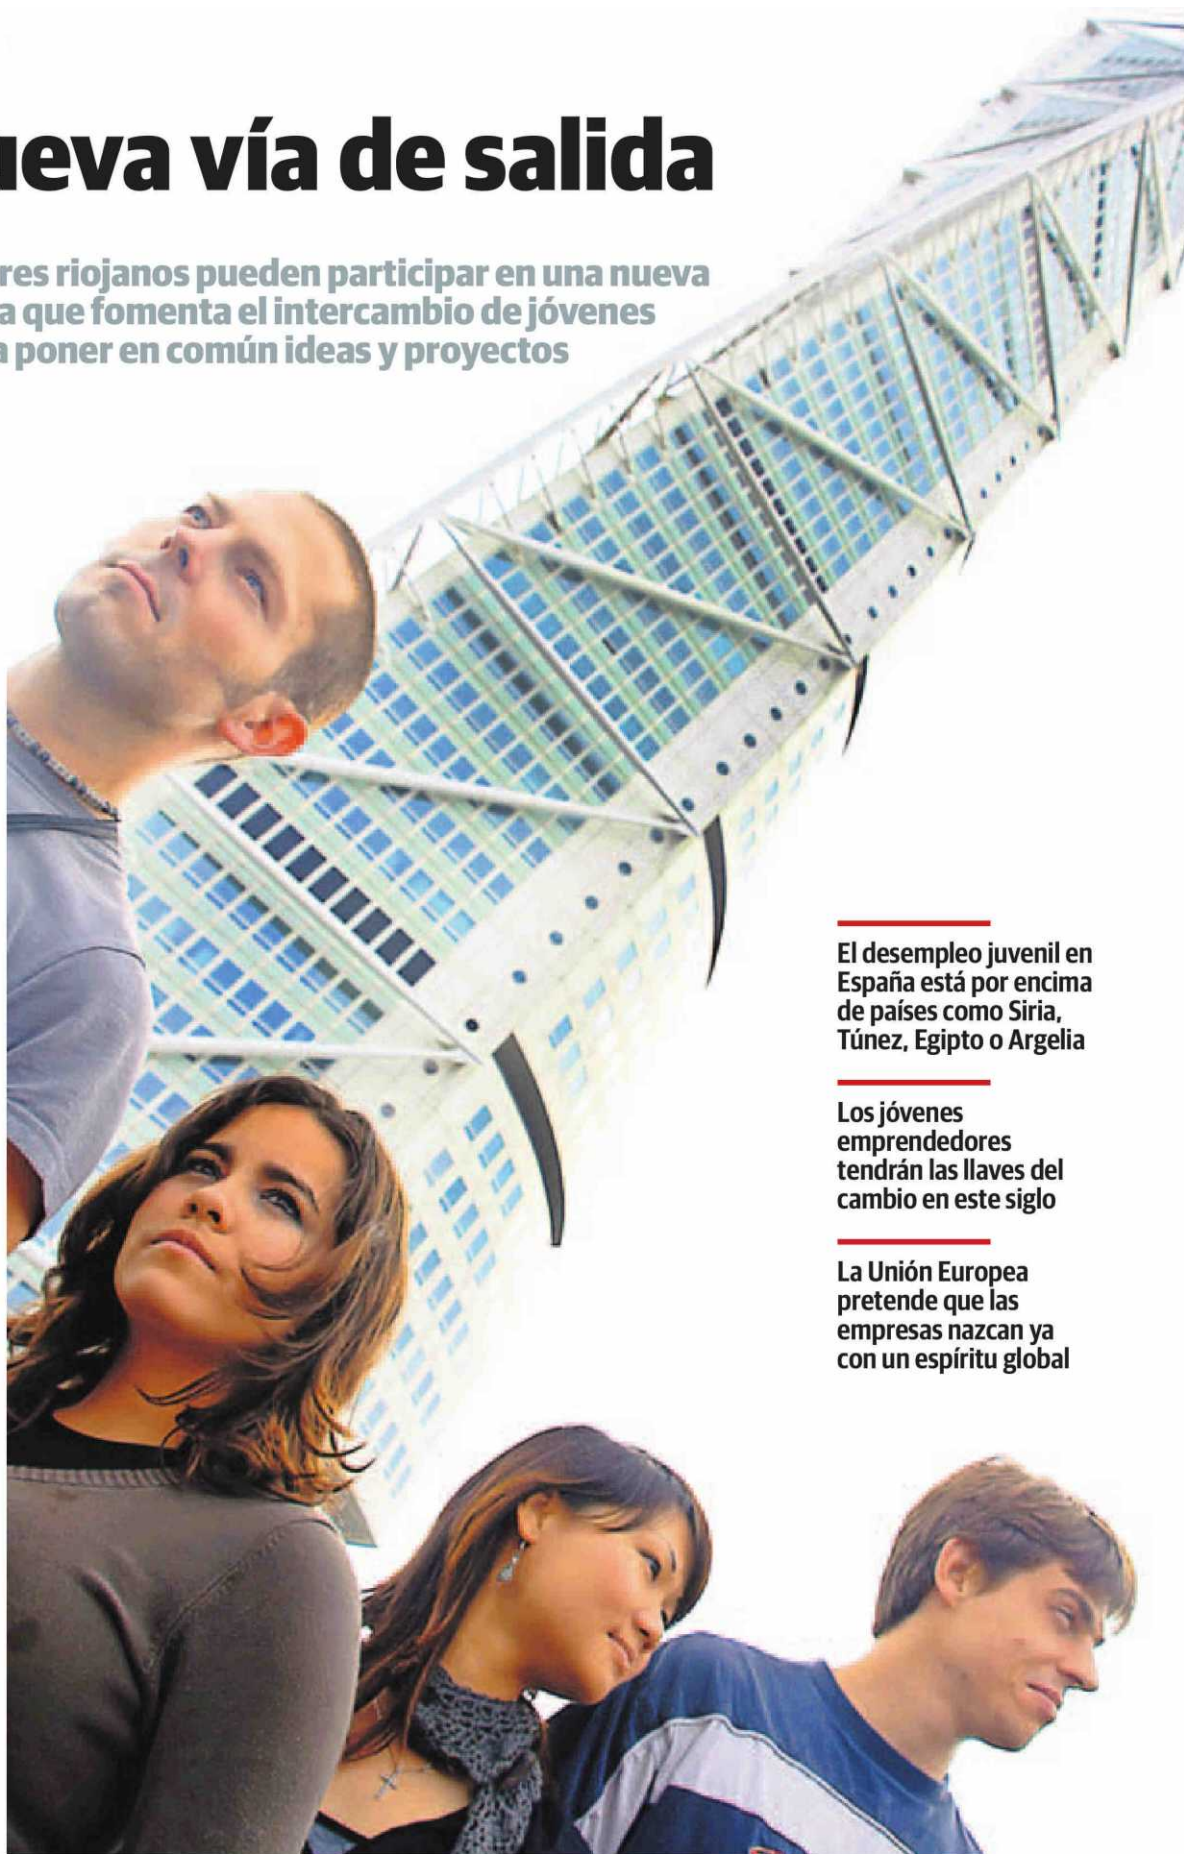 ueva vía de salida
res riojanos pueden participar en una nueva
a que fomenta el intercambio de jóvenes
a poner en común ideas y proyectos
El desempleo juvenil en
España está por encima
de países como Siria,
Túnez, Egipto o Argelia
Los jóvenes
emprendedores
tendrán las llaves del
cambio en este siglo
La Unión Europea
pretende que las
empresas nazcan ya
con un espíritu global